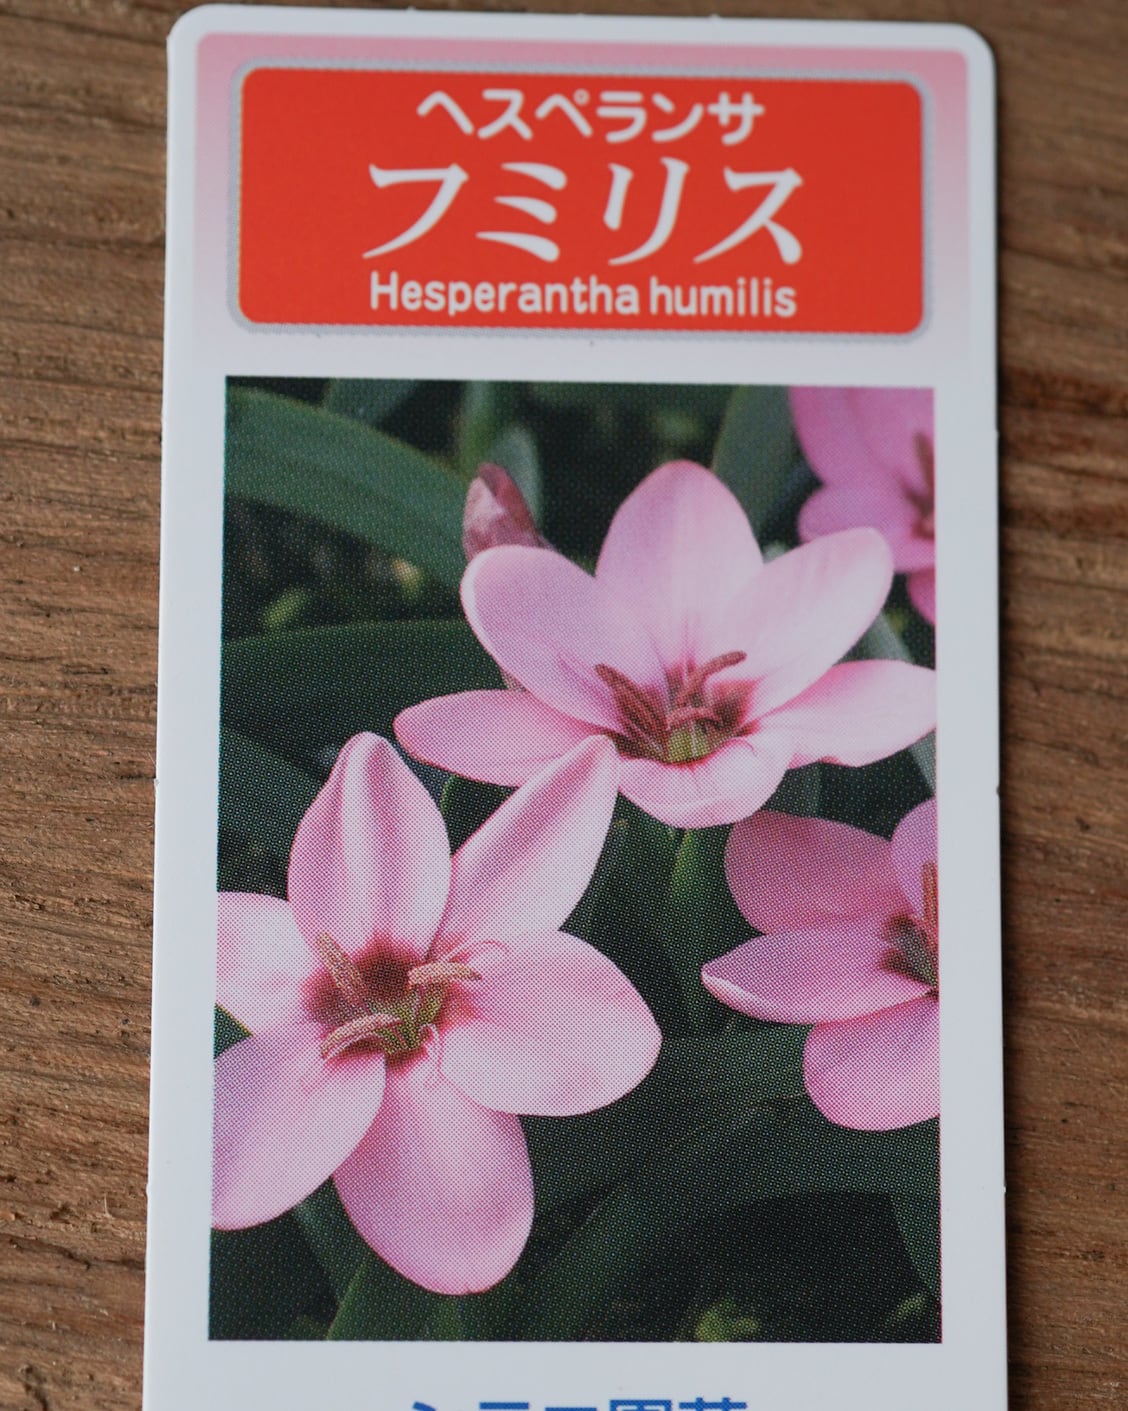 ヘスペランサ
フミリス
Hesperantha humilis